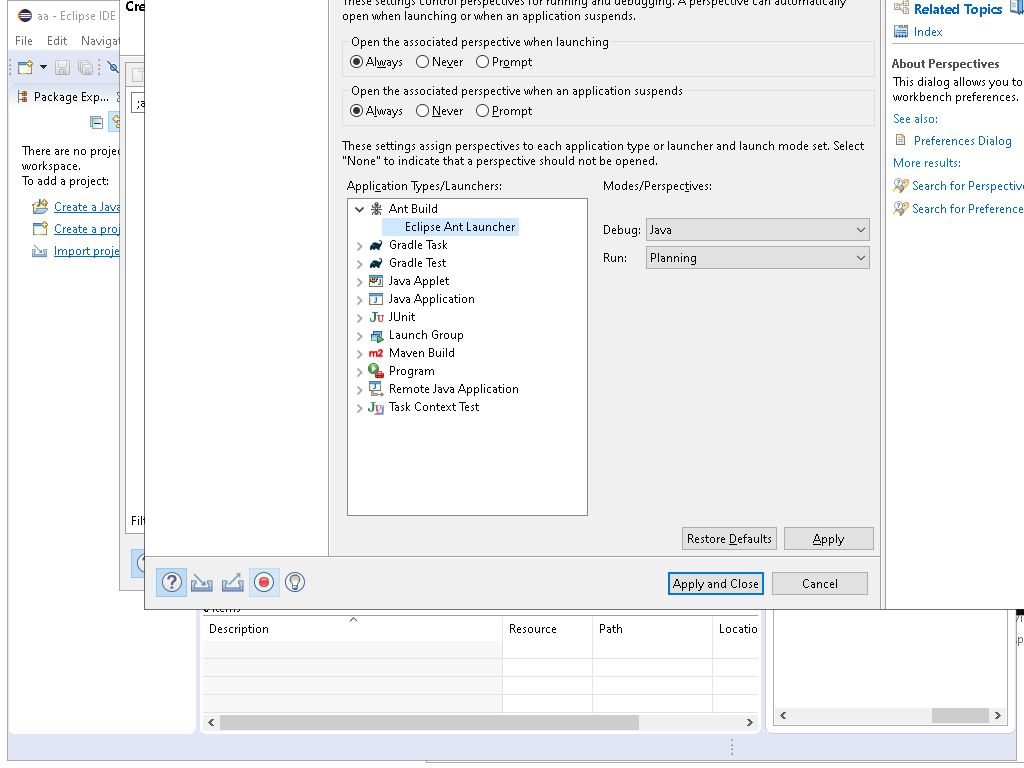 aa - Eclipse IDE
Cre
File Edit Navigat
Package Exp...
There are no proje
workspace.
To add a project:
Create a Java
Create a proj
Import proje
;a
Filt
These settings control perspectives for running and debugging. A perspective can automatically
open when launching or when an application suspends.
Open the associated perspective when launching
Always Never Prompt
Open the associated perspective when an application suspends
Always Never Prompt
These settings assign perspectives to each application type or launcher and launch mode set. Select
"None" to indicate that a perspective should not be opened.
Application Types/Launchers:
Ant Build
Eclipse Ant Launcher
Gradle Task
Gradle Test
Java Applet
Java Application
JUnit
Launch Group
Maven Build
Program
Remote Java Application
Task Context Test
Modes/Perspectives:
Debug: Java
Run: Planning
Restore Defaults Apply
Apply and Close Cancel
Related Topics
Index
About Perspectives
This dialog allows you to
workbench preferences.
See also:
Preferences Dialog
More results:
Search for Perspective
Search for Preference
Description Resource Path Locatio